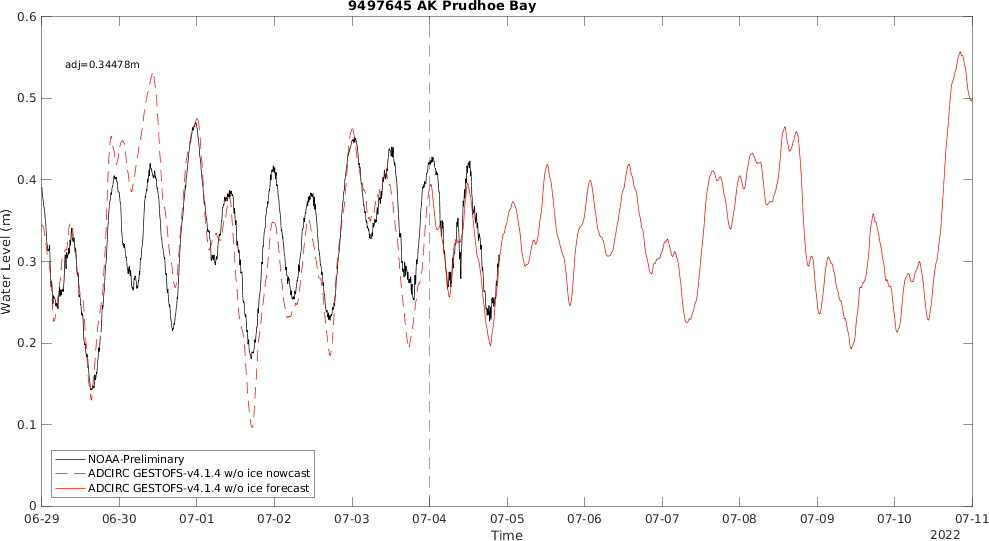 9497645 AK Prudhoe Bay
0.6
adj=0.34478m
0.5
0.4
0.3
0.2
0.1
0
Water Level (m)
NOAA-Preliminary
ADCIRC GESTOFS-v4.1.4 w/o ice nowcast
ADCIRC GESTOFS-v4.1.4 w/o ice forecast
06-29 06-30 07-01 07-02 07-03 07-04 07-05 07-06 07-07 07-08 07-09 07-10 07-11
Time
2022